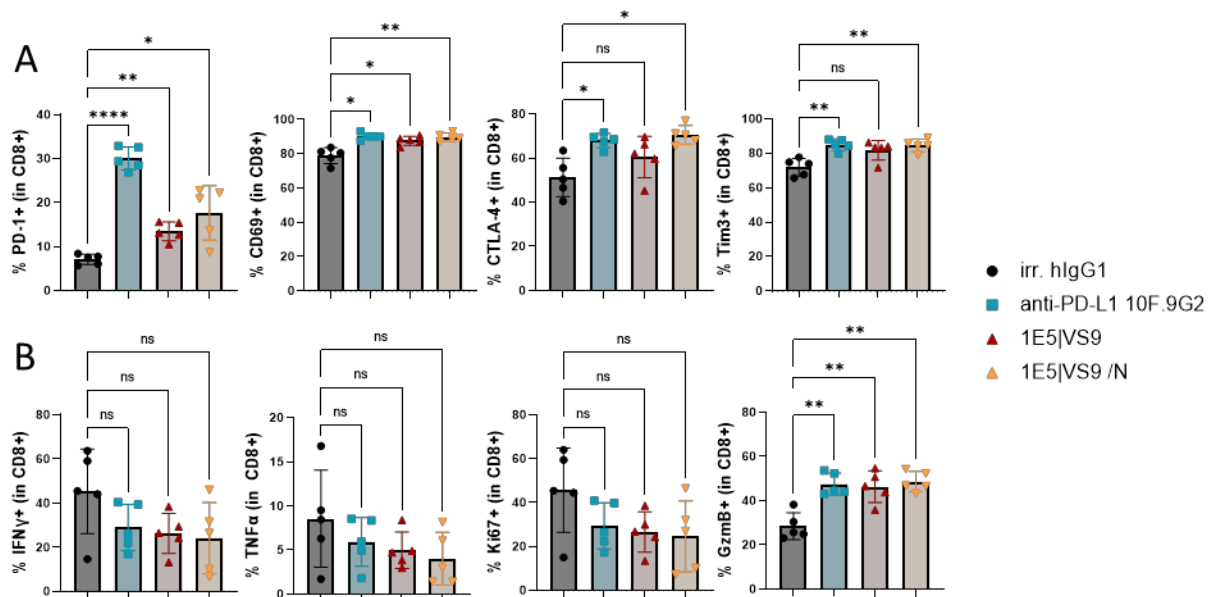 A
% PD-1+ (in CD8+)
40
30
20
10
0
****
**
*
% CD69+ (in CD8+)
100
80
60
40
20
0
*
*
**
% CTLA-4+ (in CD8+)
80
60
40
20
0
*
ns
*
% Tim3+ (in CD8+)
100
80
60
40
20
0
**
ns
**
irr. hIgG1
anti-PD-L1 10F.9G2
1E5|VS9
1E5|VS9 /N
B
% IFNγ+ (in CD8+)
80
60
40
20
0
ns
ns
ns
% TNFα (in CD8+)
20
15
10
5
0
ns
ns
ns
% Ki67+ (in CD8+)
80
60
40
20
0
ns
ns
ns
% GzmB+ (in CD8+)
80
60
40
20
0
**
**
**